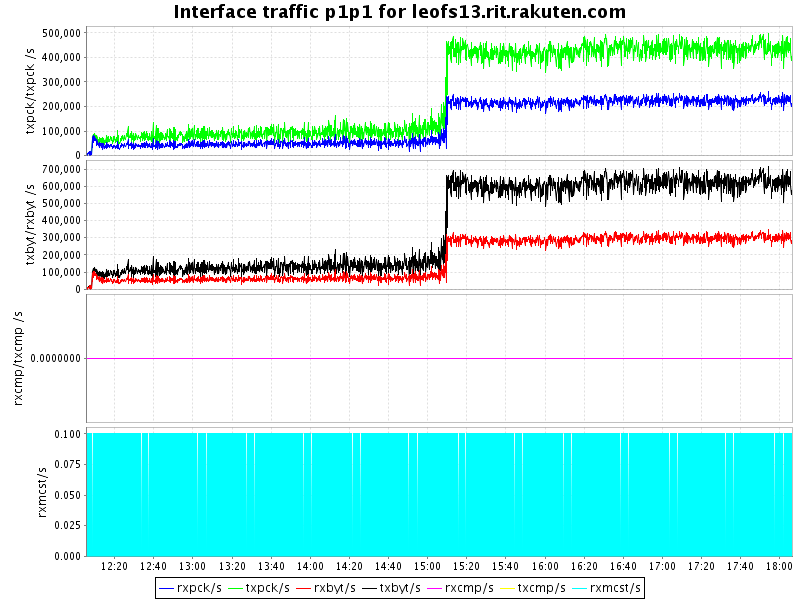 Interface traffic p1p1 for leofs13.rit.rakuten.com
txpck/txpck /s
500,000
400,000
300,000
200,000
100,000
0
txbyt/rxbyt /s
700,000
600,000
500,000
400,000
300,000
200,000
100,000
0
rxcmp/txcmp /s
0.0000000
rxmcst/s
0.100
0.075
0.050
0.025
0.000
12:20 12:40 13:00 13:20 13:40 14:00 14:20 14:40 15:00 15:20 15:40 16:00 16:20 16:40 17:00 17:20 17:40 18:00
rxpck/s txpck/s rxbyt/s txbyt/s rxcmp/s txcmp/s rxmcst/s